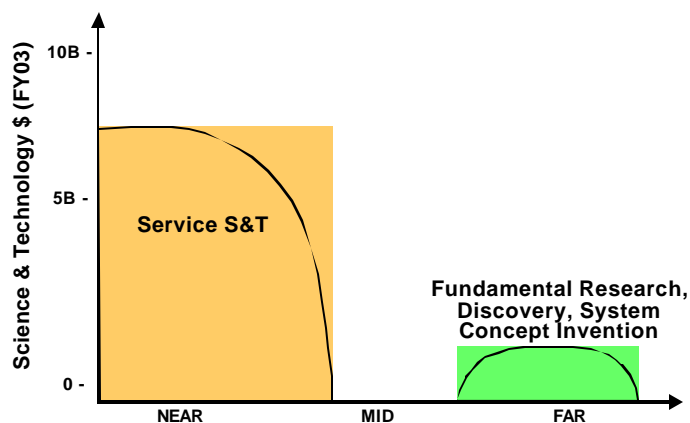 10B -
Science & Technology $ (FY03)
5B -
Service S&T
Fundamental Research,
Discovery, System
Concept Invention
0 -
NEAR MID FAR